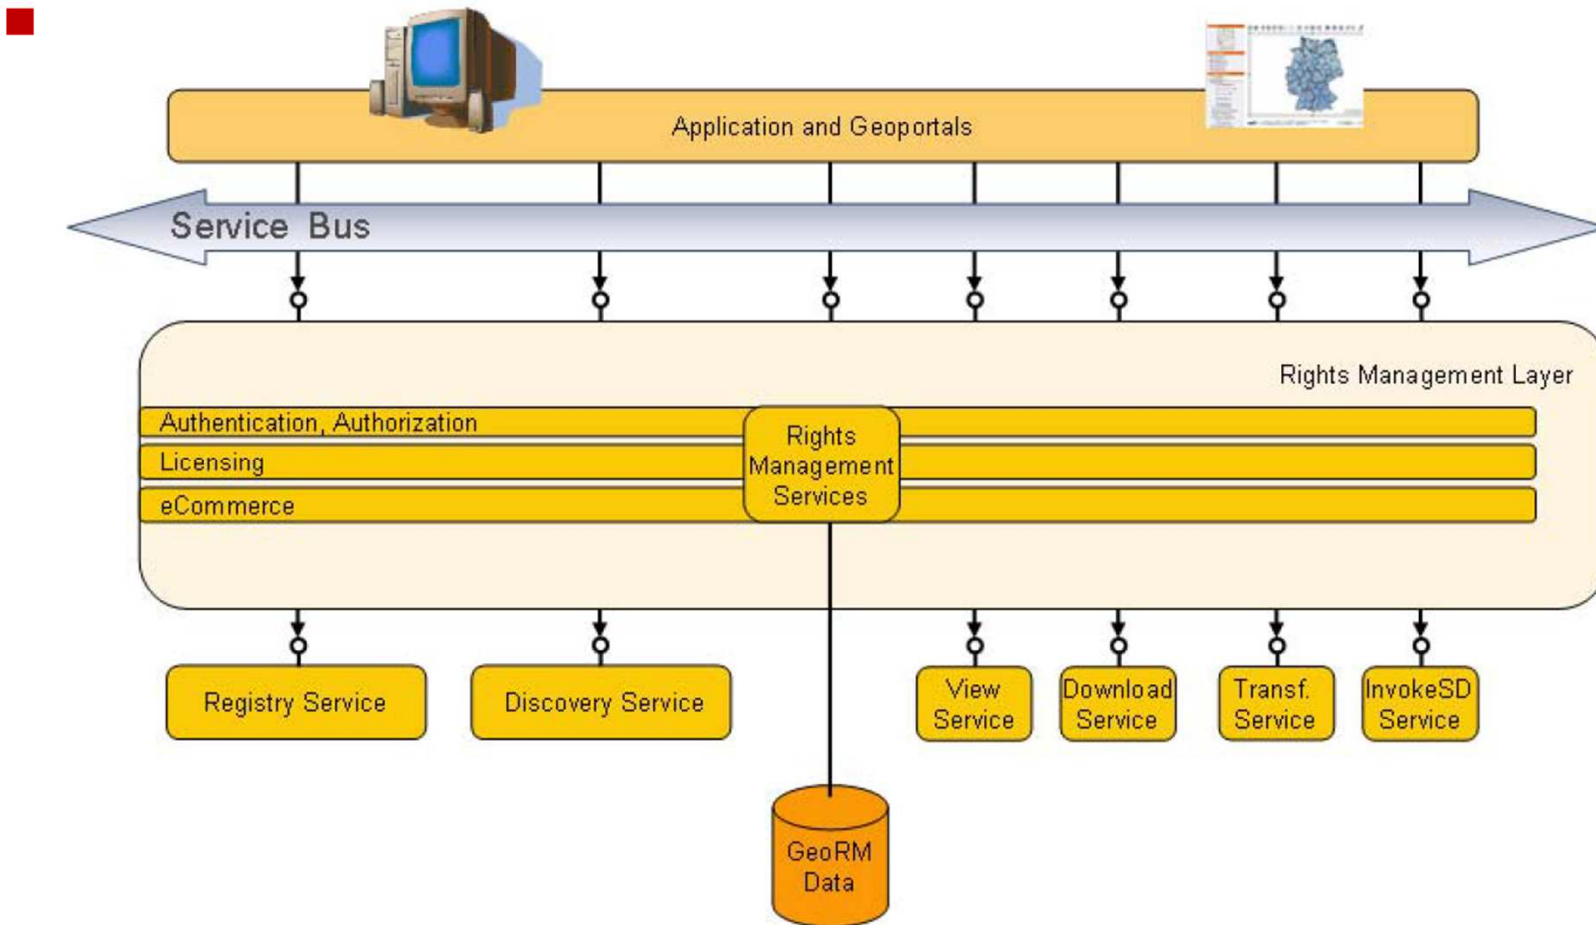 Application and Geoportals
Service Bus
Rights Management Layer
Authentication, Authorization
Licensing
eCommerce
Rights
Management
Services
Registry Service
Discovery Service
View
Service
Download
Service
Transf.
Service
InvokeSD
Service
GeoRM
Data